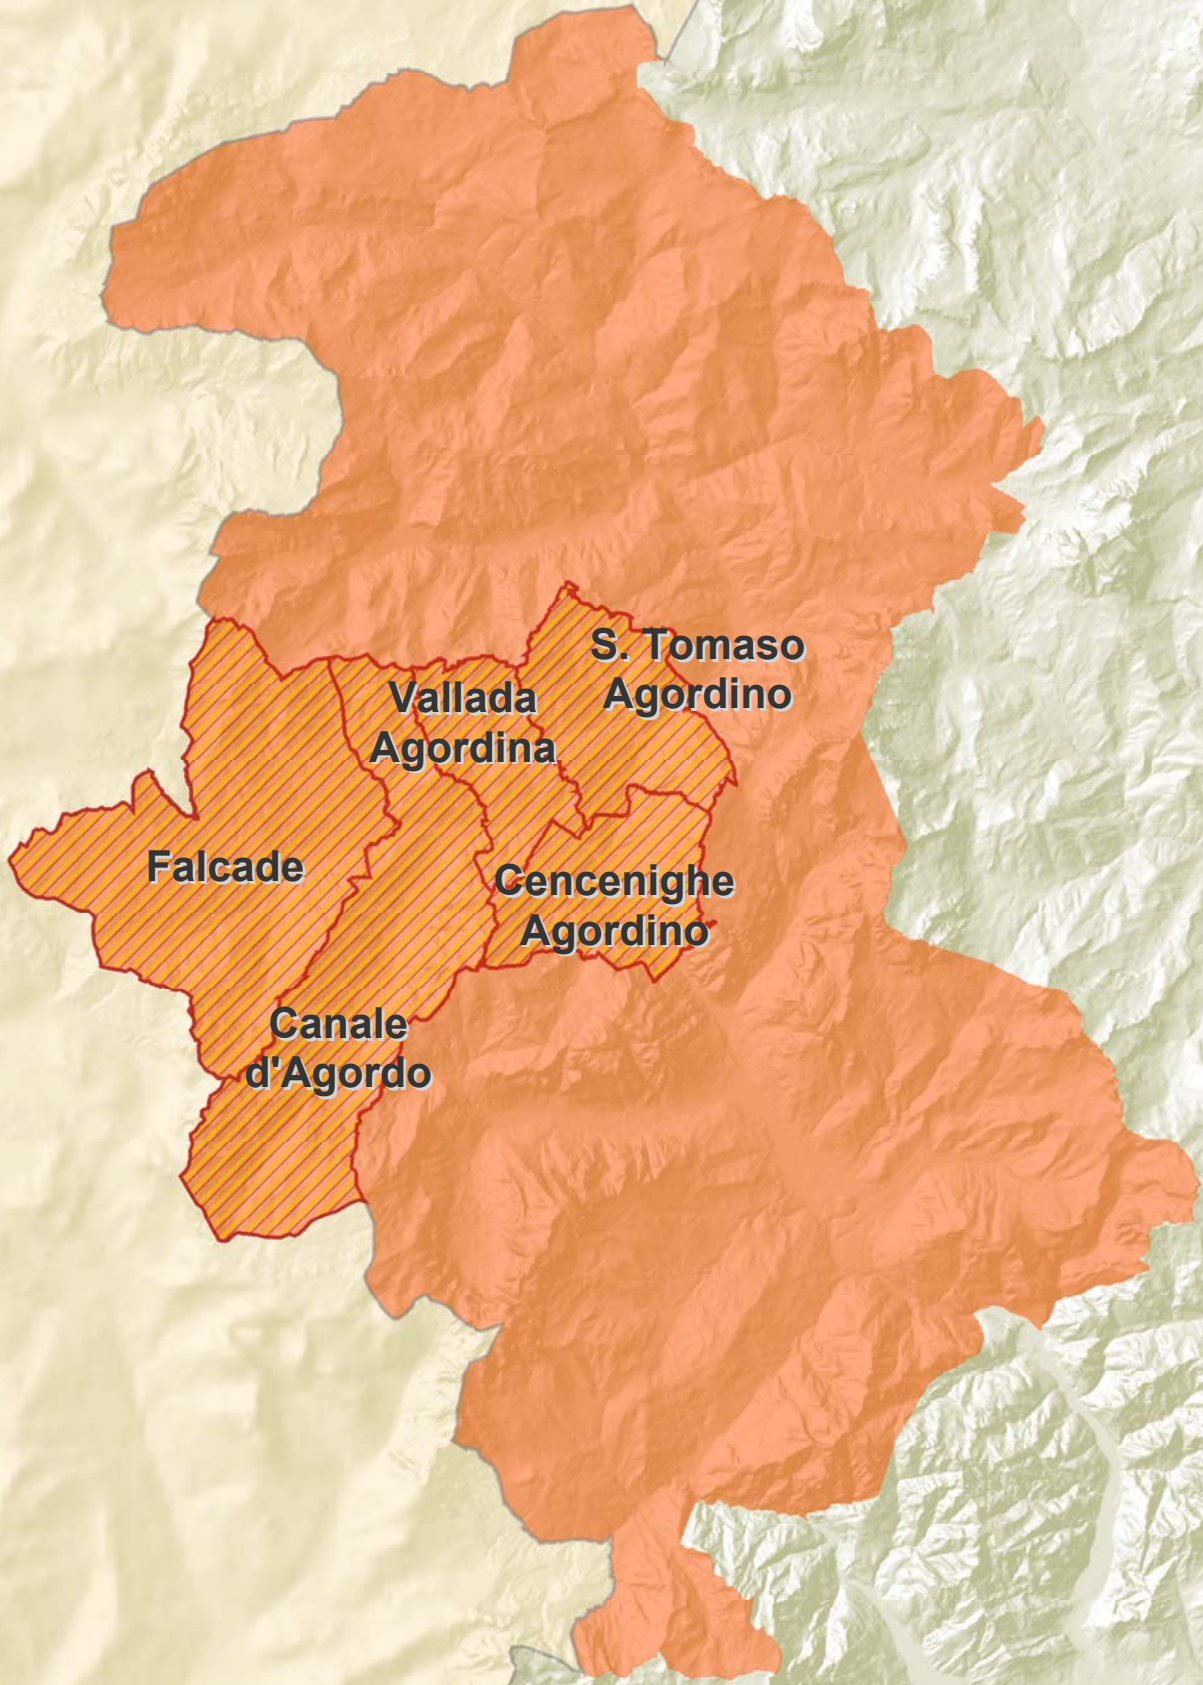 S. Tomaso
Agordino
Vallada
Agordina
Falcade
Cencenighe
Agordino
Canale
d'Agordo